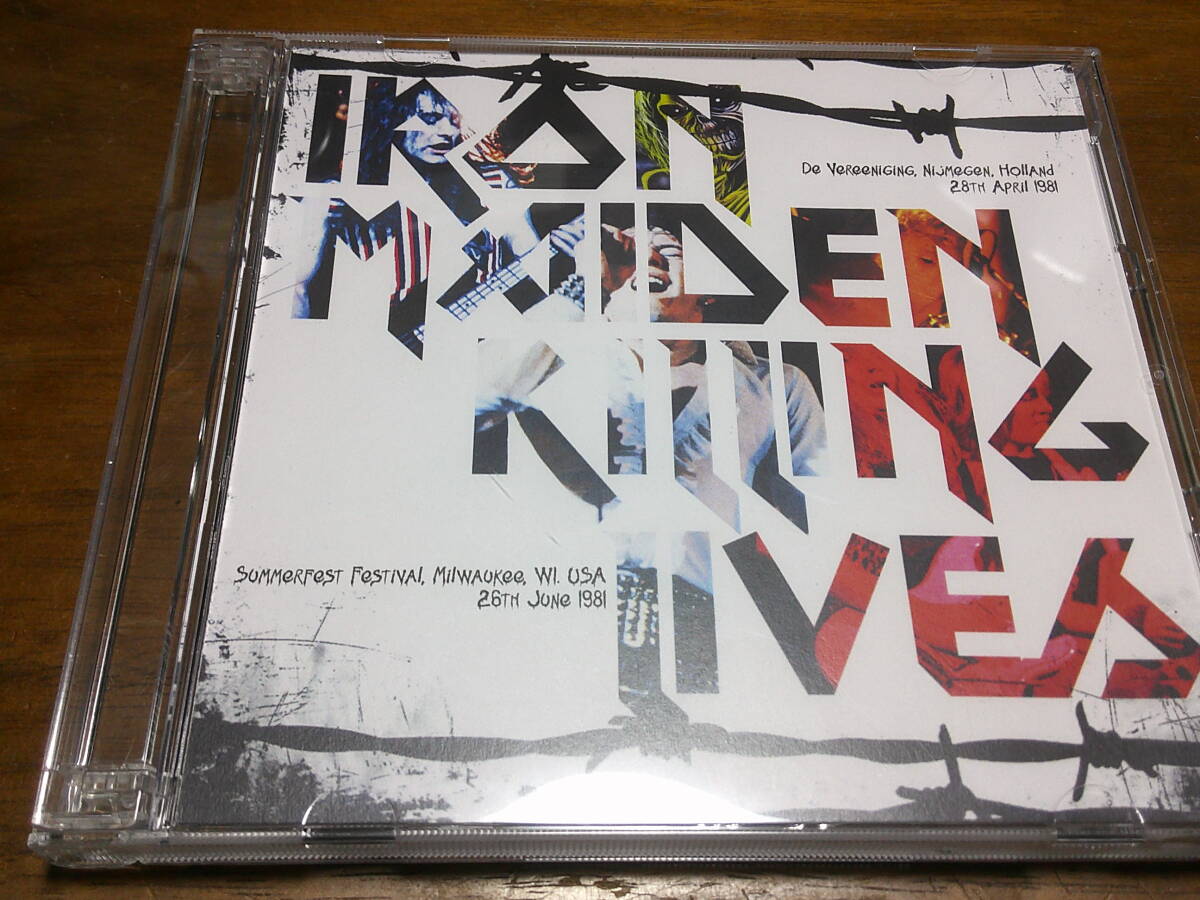 IRON
De Vereeniging, Nijmegen, Holland
28th April 1981
MAIDEN
KILLING
Summerfest Festival, Milwaukee, WI. USA
26th June 1981
LIVES